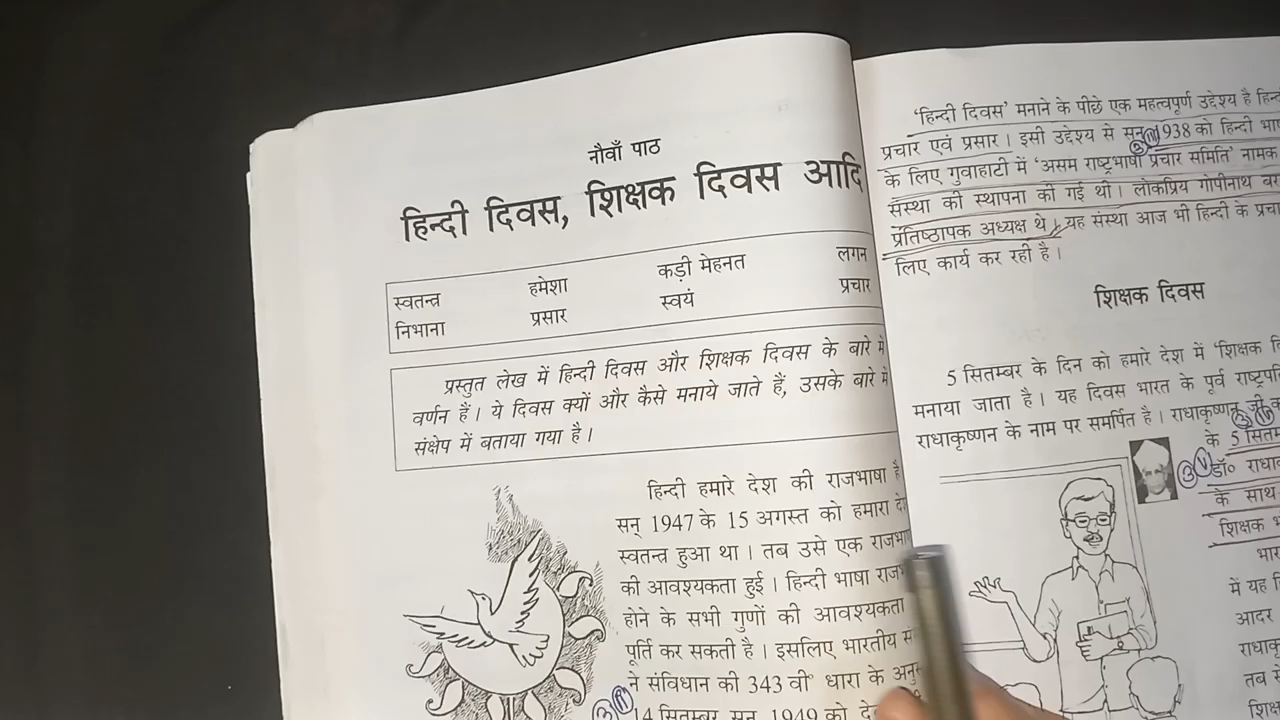 नौवाँ पाठ
हिन्दी दिवस, शिक्षक दिवस आदि
स्वतन्त्र हमेशा कड़ी मेहनत लगन
निभाना प्रसार स्वयं प्रचार
प्रस्तुत लेख में हिन्दी दिवस और शिक्षक दिवस के बारे में
वर्णन हैं। ये दिवस क्यों और कैसे मनाये जाते हैं, उसके बारे में
संक्षेप में बताया गया है।
हिन्दी हमारे देश की राजभाषा है
सन् 1947 के 15 अगस्त को हमारा
स्वतन्त्र हुआ था। तब उसे एक
की आवश्यकता हुई। हिन्दी भाषा
होने के सभी गुणों की आवश्यकता
पूर्ति कर सकती है। इसलिए भारतीय
ने संविधान की 343 वीं धारा के
14 सितम्बर सन् 1949 को
'हिन्दी दिवस' मनाने के पीछे एक महत्वपूर्ण उद्देश्य है
प्रचार एवं प्रसार। इसी उद्देश्य से सन् 1938 को हिन्दी
के लिए गुवाहाटी में 'असम राष्ट्रभाषा प्रचार समिति' नामक
संस्था की स्थापना की गई थी। लोकप्रिय गोपीनाथ
प्रतिष्ठापक अध्यक्ष थे। यह संस्था आज भी हिन्दी के
लिए कार्य कर रही है।
शिक्षक दिवस
5 सितम्बर के दिन को हमारे देश में 'शिक्षक
मनाया जाता है। यह दिवस भारत के पूर्व
राधाकृष्णन के नाम पर समर्पित है। राधाकृष्णन जी
के 5
डॉ०
के साथ
शिक्षक
में यह
आदर
तब